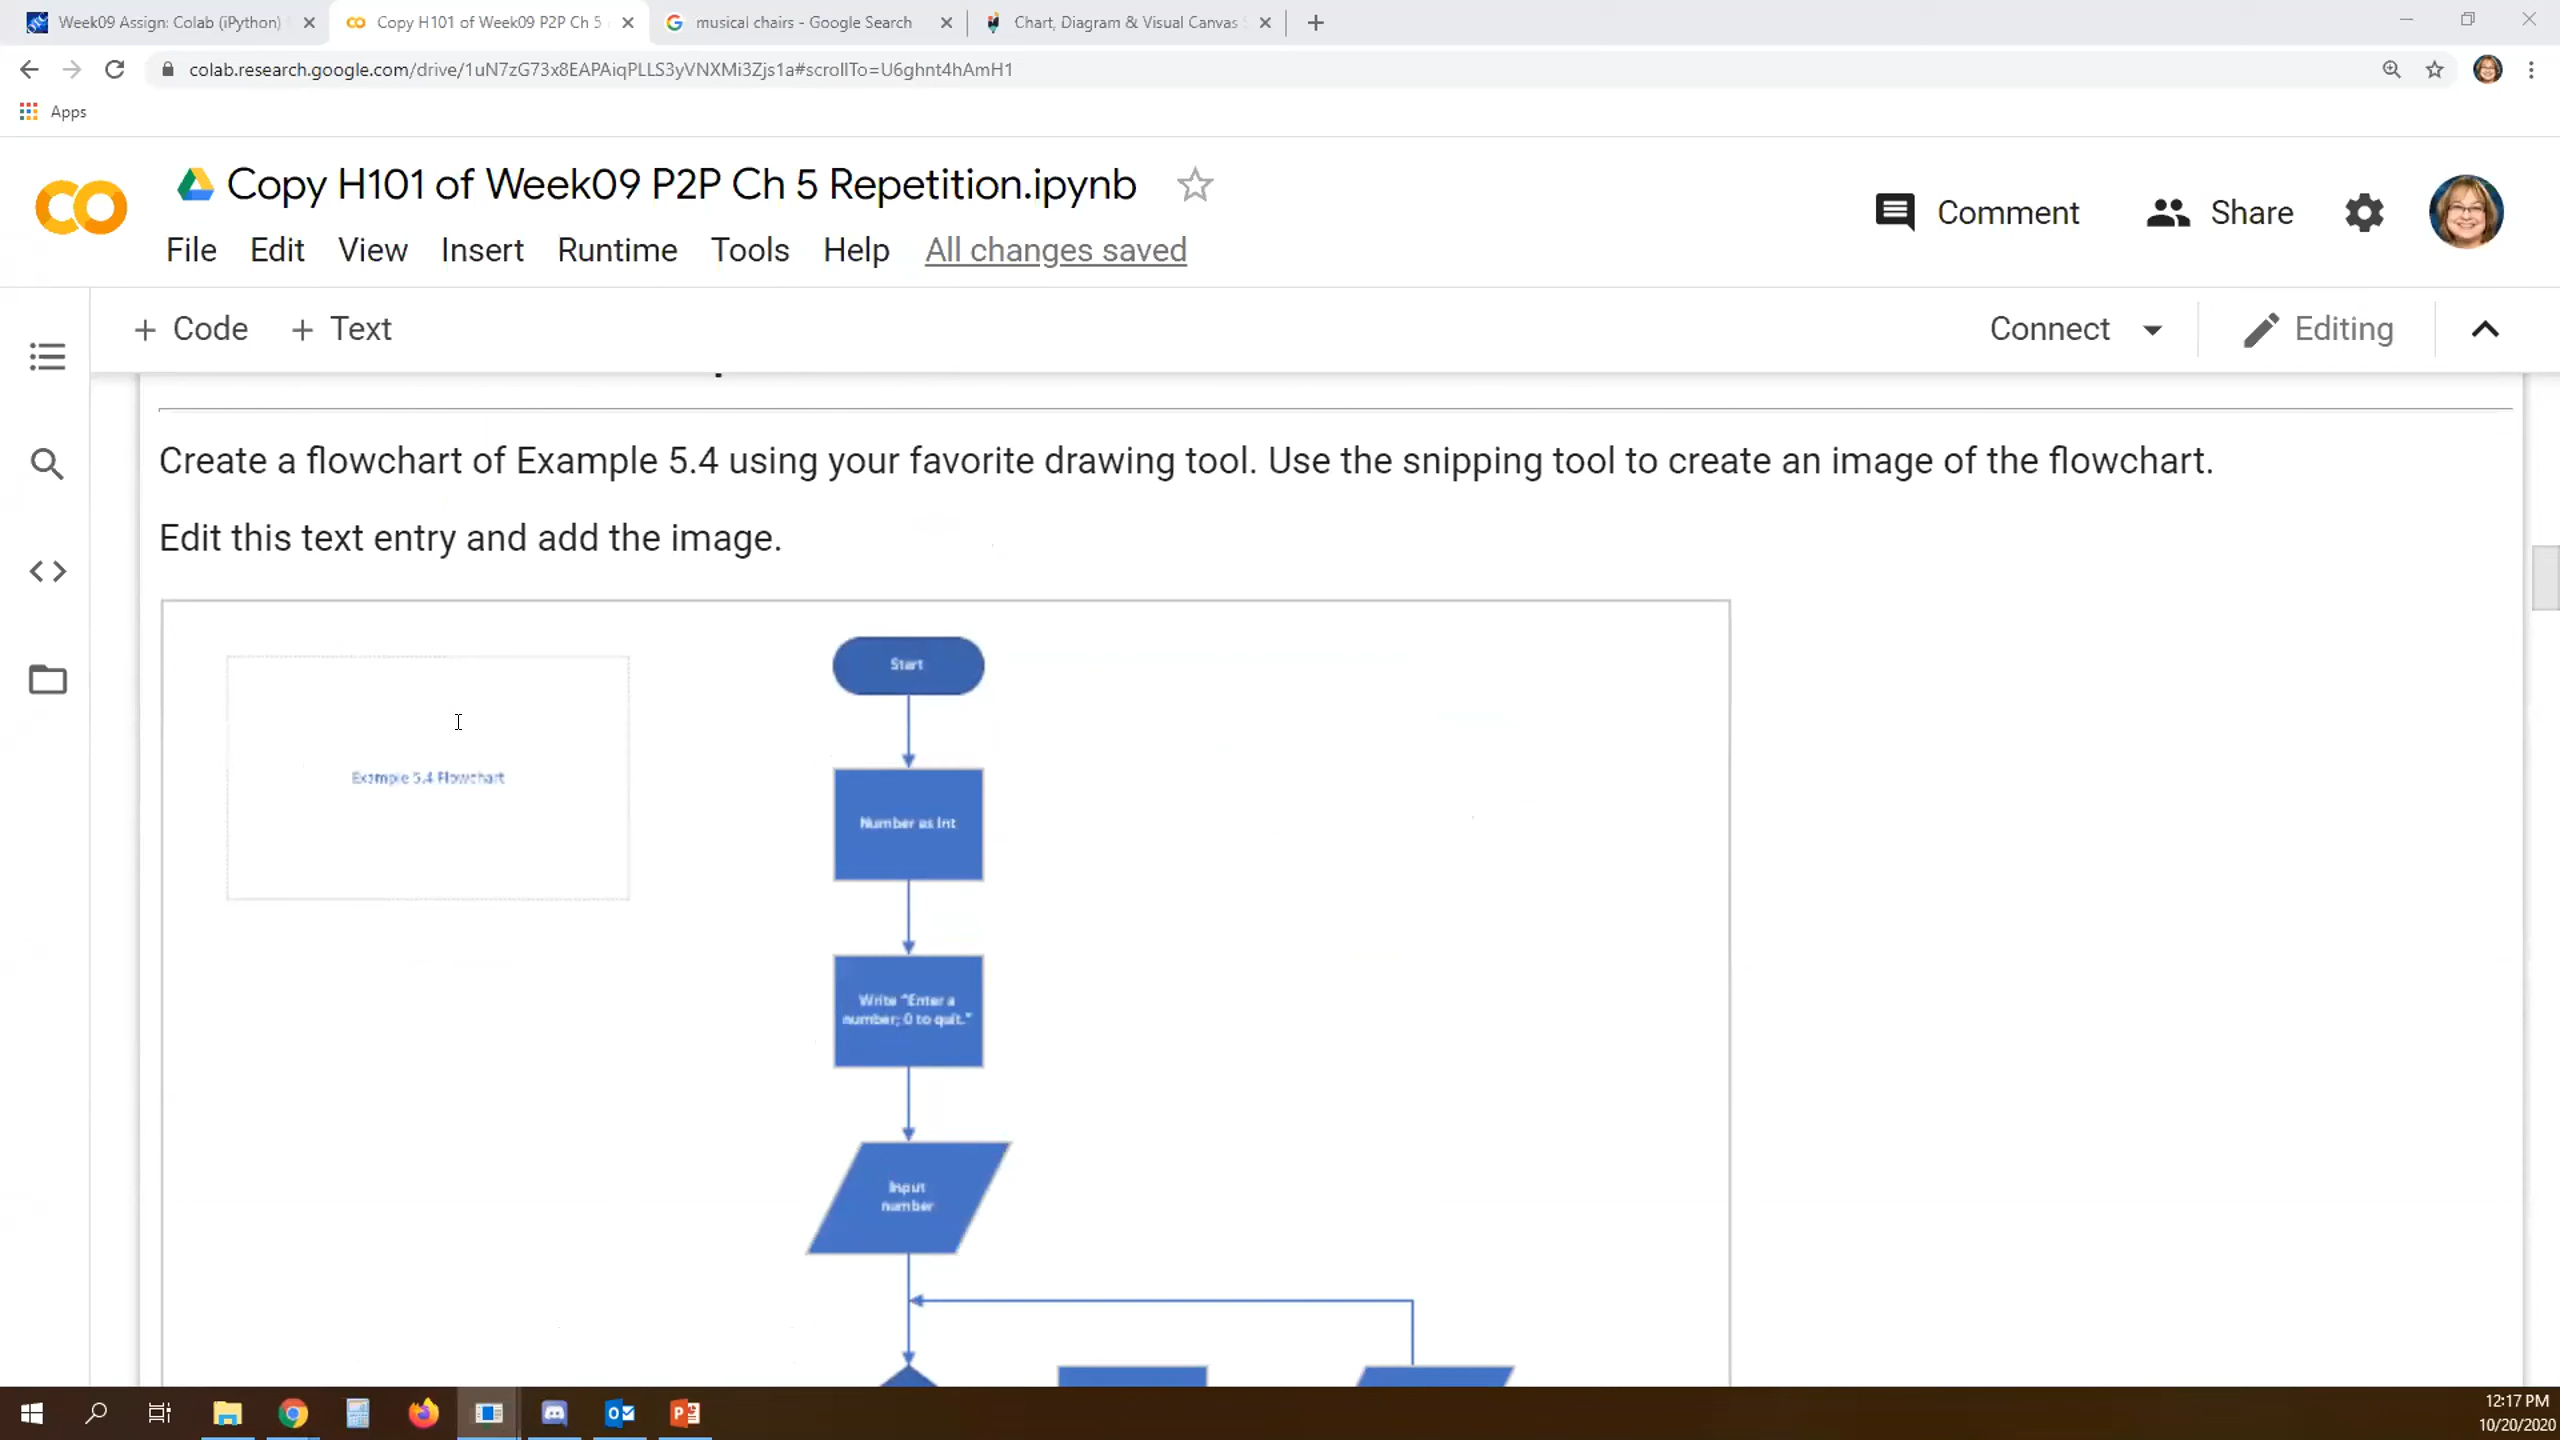 Week09 Assign: Colab (iPython)
Copy H101 of Week09 P2P Ch 5
musical chairs - Google Search
Chart, Diagram & Visual Canvas
colab.research.google.com/drive/1uN7zG73x8EAPAiqPLLS3yVNXMi3Zjs1a#scrollTo=U6ghnt4hAmH1
Apps
Copy H101 of Week09 P2P Ch 5 Repetition.ipynb
Comment
Share
File Edit View Insert Runtime Tools Help All changes saved
+ Code + Text
Connect
Editing
Create a flowchart of Example 5.4 using your favorite drawing tool. Use the snipping tool to create an image of the flowchart.
Edit this text entry and add the image.
Start
Example 5.4 Flowchart
Number as Int
Write "Enter a
number; 0 to quit."
Input
number
12:17 PM
10/20/2020